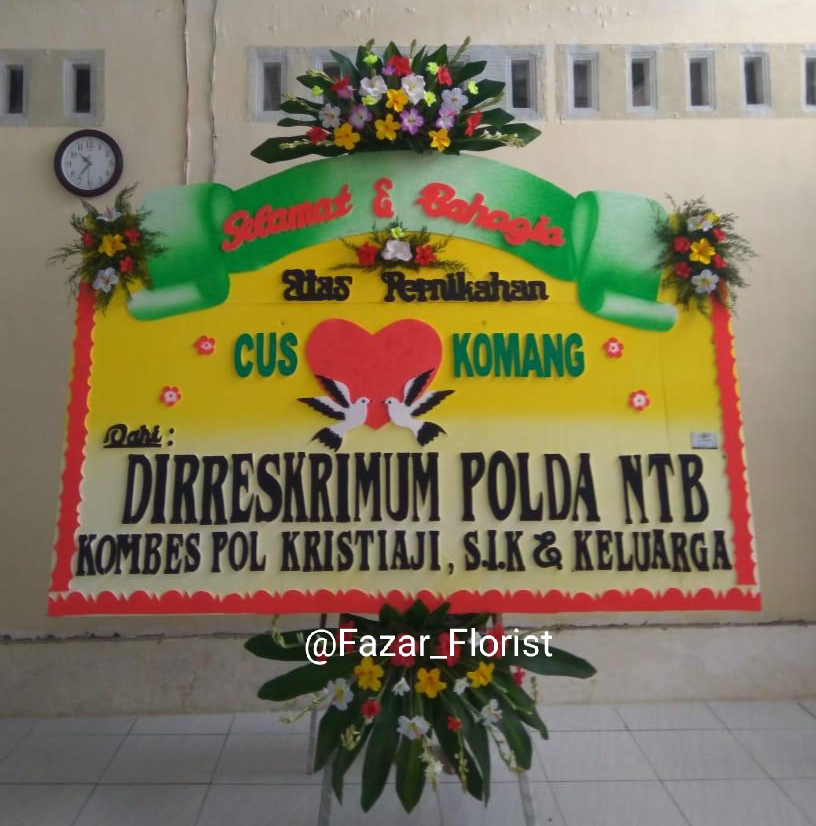 Selamat & Bahagia
Atas Pernikahan
CUS KOMANG
Dari :
DIRRESKRIMUM POLDA NTB
KOMBES POL KRISTIAJI, S.I.K & KELUARGA
@Fazar_Florist